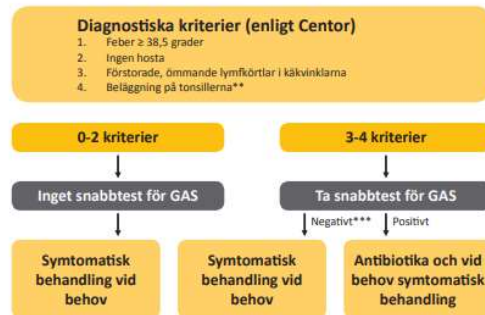 Diagnostiska kriterier (enligt Centor)
1. Feber ≥ 38,5 grader
2. Ingen hosta
3. Förstorade, ömmande lymfkörtlar i käkvinklarna
4. Beläggning på tonsillerna**
0-2 kriterier
3-4 kriterier
Inget snabbtest för GAS
Ta snabbtest för GAS
Negativt***
Positivt
Symtomatisk
behandling vid
behov
Symtomatisk
behandling vid
behov
Antibiotika och vid
behov symtomatisk
behandling